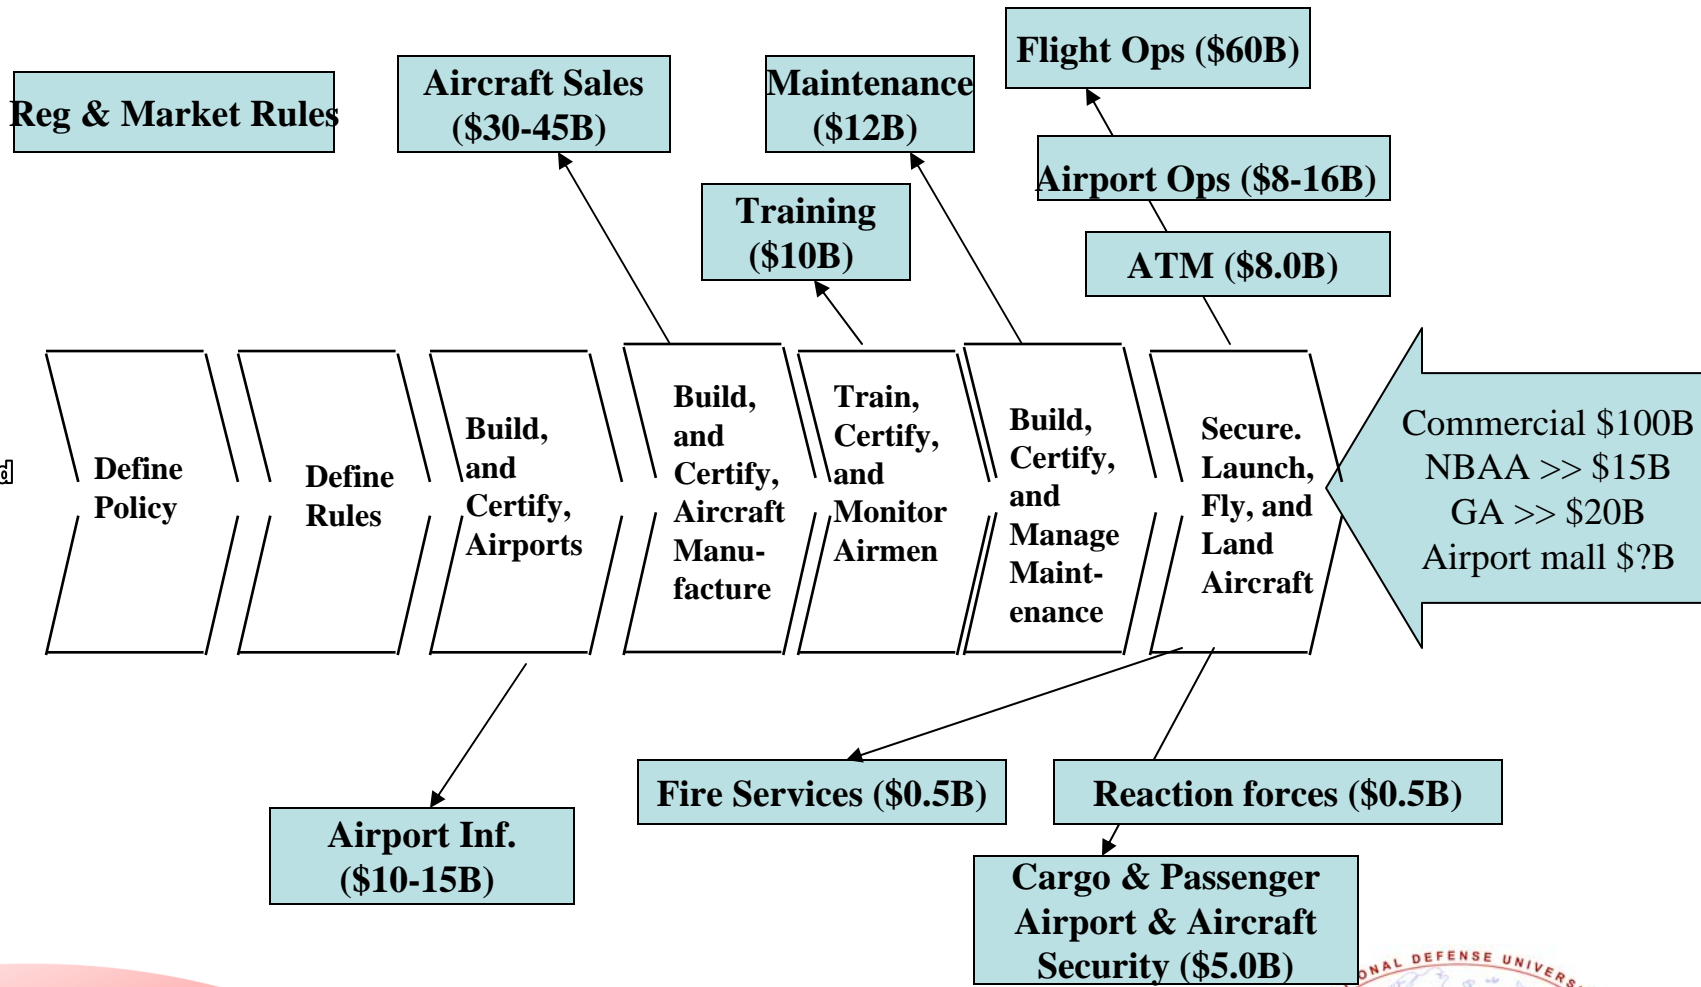 Flight Ops ($60B)
Reg & Market Rules
Aircraft Sales
($30-45B)
Maintenance
($12B)
Airport Ops ($8-16B)
Training
($10B)
ATM ($8.0B)
Define
Policy
Define
Rules
Build,
and
Certify,
Airports
Build,
and
Certify,
Aircraft
Manu-
facture
Train,
Certify,
and
Monitor
Airmen
Build,
Certify,
and
Manage
Maint-
enance
Secure.
Launch,
Fly, and
Land
Aircraft
Commercial $100B
NBAA >> $15B
GA >> $20B
Airport mall $?B
Fire Services ($0.5B)
Reaction forces ($0.5B)
Airport Inf.
($10-15B)
Cargo & Passenger
Airport & Aircraft
Security ($5.0B)
DEFENSE